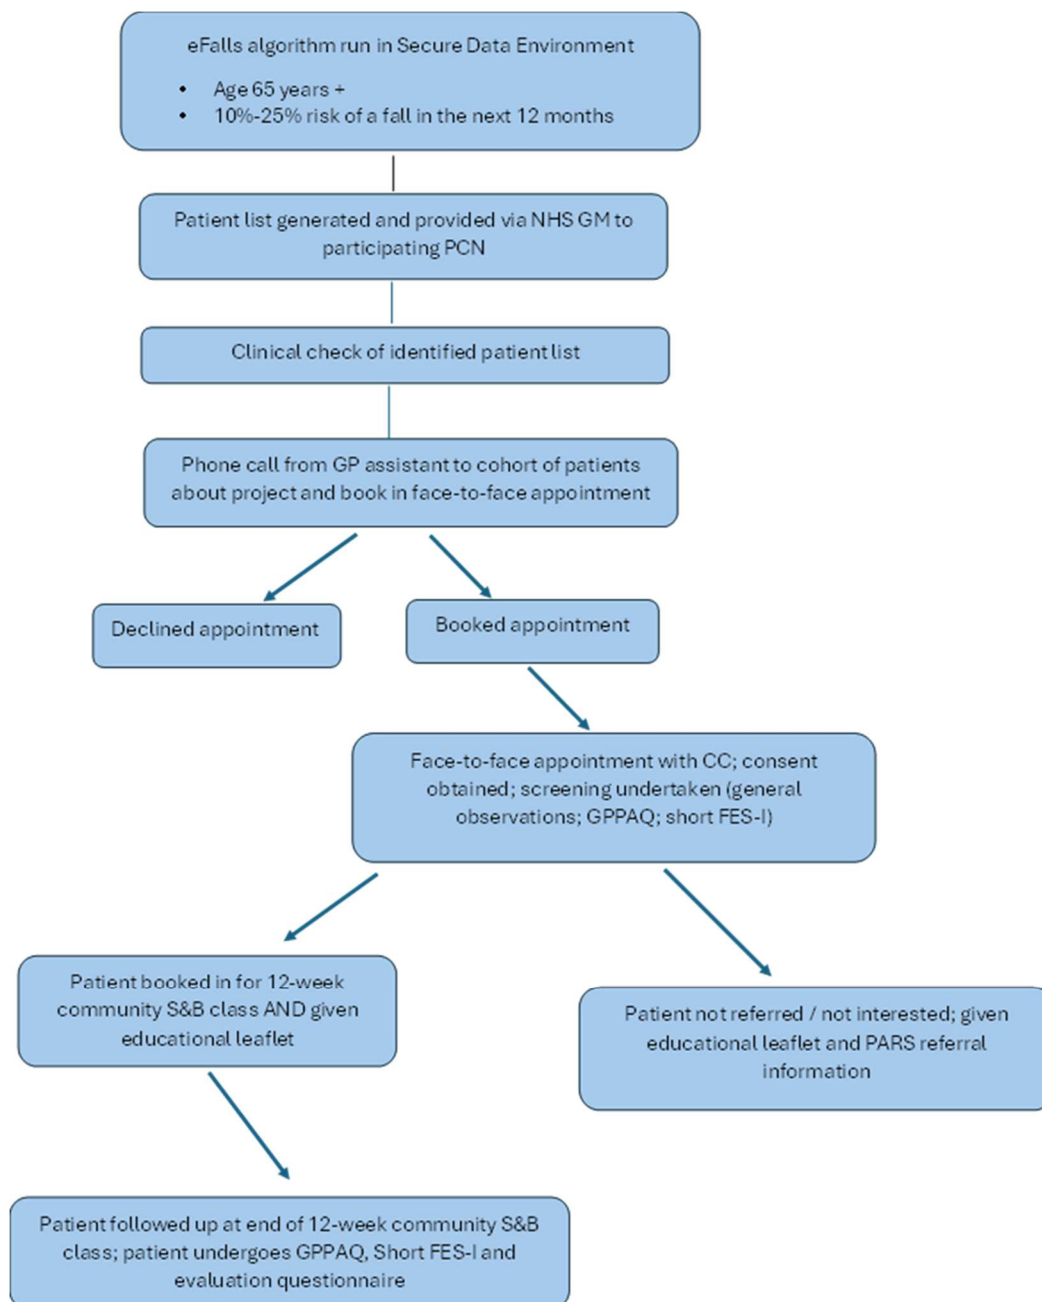 eFalls algorithm run in Secure Data Environment
• Age 65 years +
• 10%-25% risk of a fall in the next 12 months
Patient list generated and provided via NHS GM to
participating PCN
Clinical check of identified patient list
Phone call from GP assistant to cohort of patients
about project and book in face-to-face appointment
Declined appointment
Booked appointment
Face-to-face appointment with CC; consent
obtained; screening undertaken (general
observations; GPPAQ; short FES-I)
Patient booked in for 12-week
community S&B class AND given
educational leaflet
Patient not referred / not interested; given
educational leaflet and PARS referral
information
Patient followed up at end of 12-week community S&B
class; patient undergoes GPPAQ, Short FES-I and
evaluation questionnaire